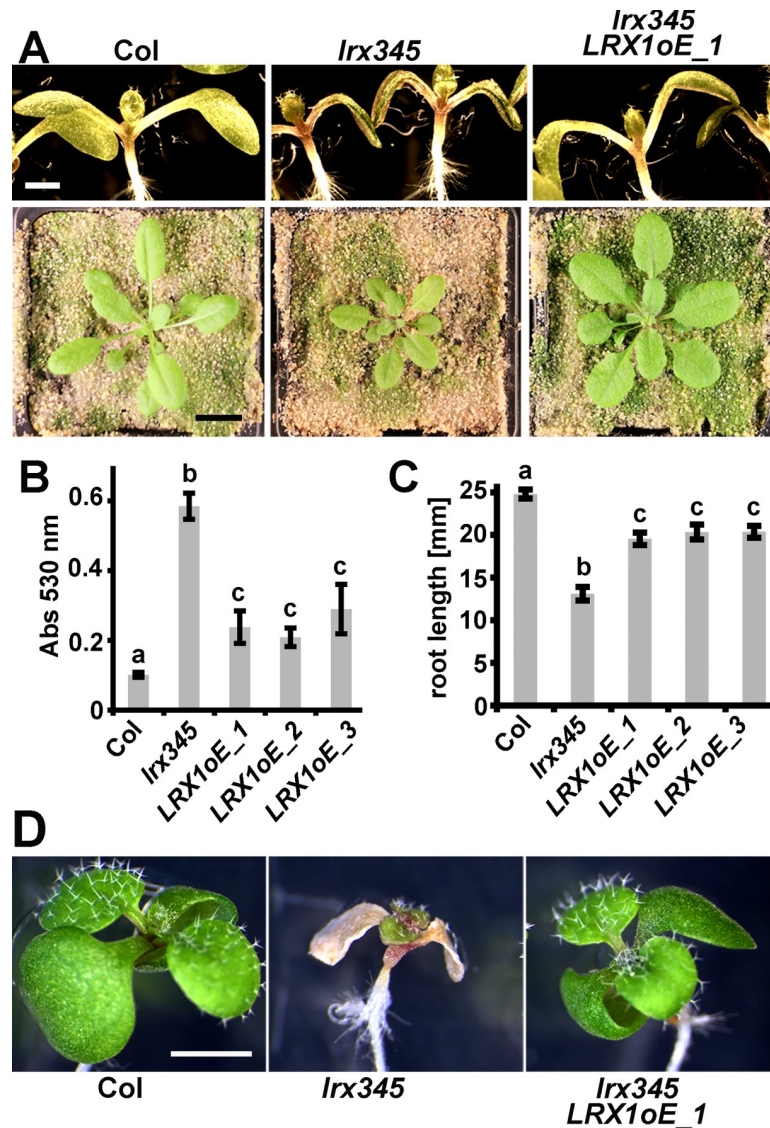 A
Col
lrx345
lrx345
LRX1oE_1
B
Abs 530 nm
0.6
0.4
0.2
0
a
b
c
c
c
Col
lrx345
LRX1oE_1
LRX1oE_2
LRX1oE_3
C
root length [mm]
25
20
15
10
5
0
a
b
c
c
c
Col
lrx345
LRX1oE_1
LRX1oE_2
LRX1oE_3
D
Col
lrx345
lrx345
LRX1oE_1